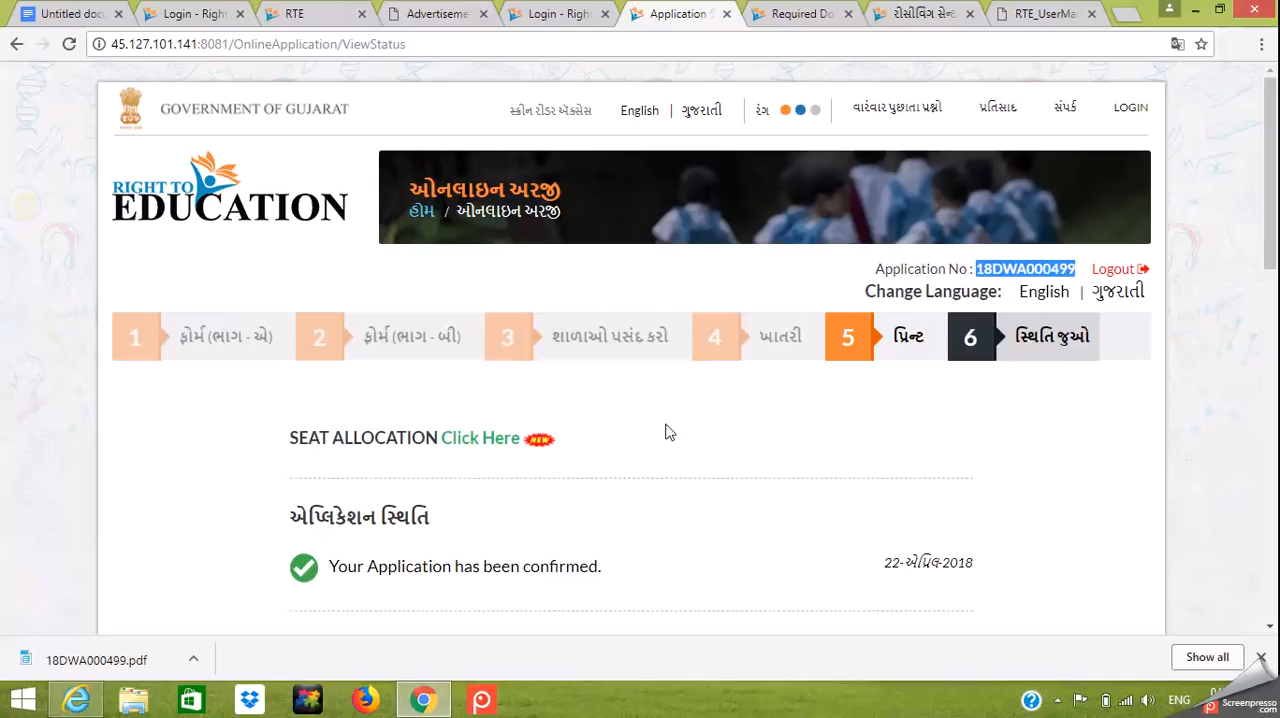 Untitled doc
Login - Righ
RTE
Advertiseme
Login - Righ
Application S
Required Do
રીસીવિંગ સેન્
RTE_UserMa
45.127.101.141:8081/OnlineApplication/ViewStatus
GOVERNMENT OF GUJARAT
સ્ક્રીન રીડર ઍક્સેસ
English | ગુજરાતી
રંગ
વારંવાર પુછાતા પ્રશ્નો
પ્રતિસાદ
સંપર્ક
LOGIN
RIGHT TO
EDUCATION
ઓનલાઇન અરજી
હોમ / ઓનલાઇન અરજી
Application No : 18DWA000499 Logout
Change Language: English | ગુજરાતી
1 ફોર્મ (ભાગ - એ) 2 ફોર્મ (ભાગ - બી) 3 શાળાઓ પસંદ કરો 4 ખાતરી 5 પ્રિન્ટ 6 સ્થિતિ જુઓ
SEAT ALLOCATION Click Here NEW
એપ્લિકેશન સ્થિતિ
Your Application has been confirmed. 22-એપ્રિલ-2018
18DWA000499.pdf
Show all
ENG
Screenpresso
.com